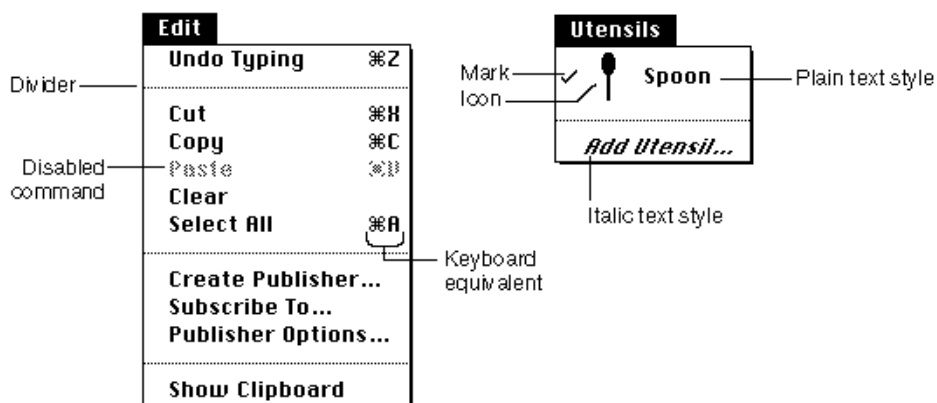 Edit
Undo Typing ⌘Z
Divider
Cut ⌘X
Copy ⌘C
Disabled command
Paste ⌘V
Clear
Select All ⌘A
Keyboard equivalent
Create Publisher...
Subscribe To...
Publisher Options...
Show Clipboard
Utensils
Mark
Icon
Spoon
Plain text style
Add Utensil...
Italic text style